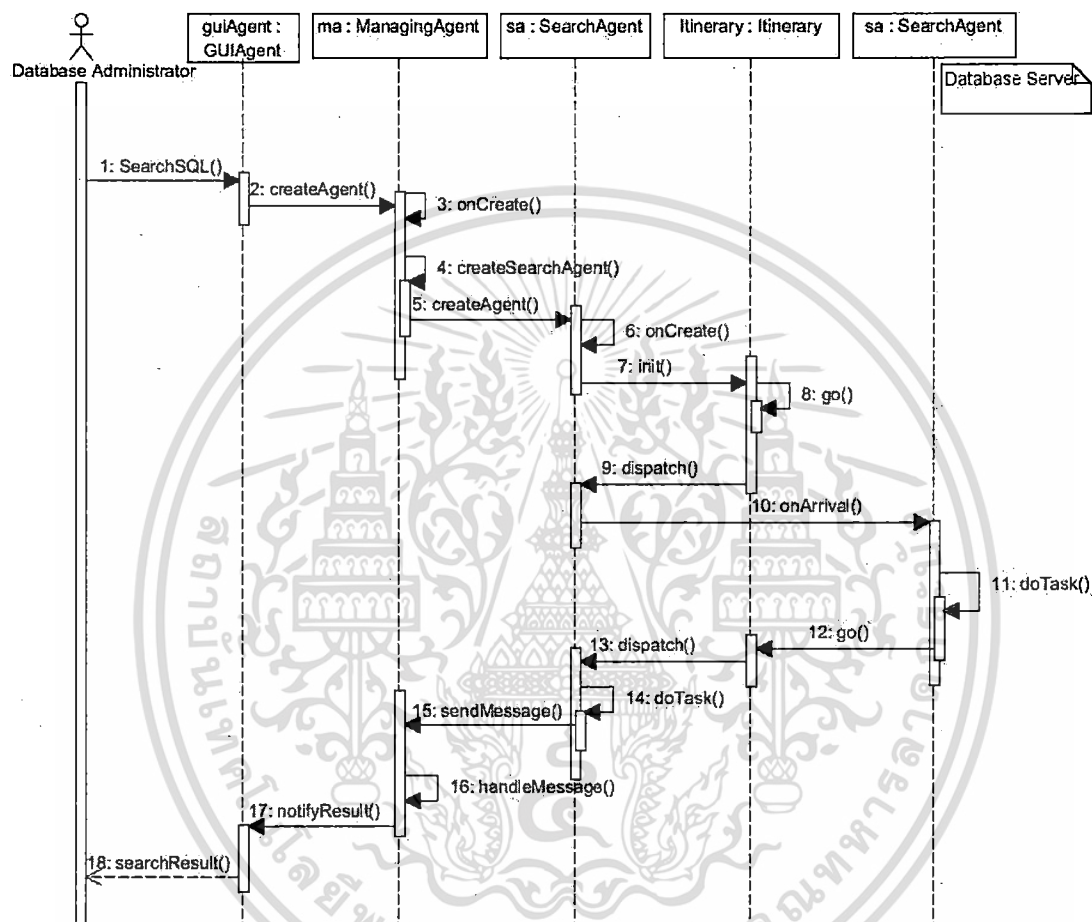 guiAgent :
GUIAgent
ma : ManagingAgent
sa : SearchAgent
Itinerary : Itinerary
sa : SearchAgent
Database Administrator
Database Server
1: SearchSQL()
2: createAgent()
3: onCreate()
4: createSearchAgent()
5: createAgent()
6: onCreate()
7: init()
8: go()
9: dispatch()
10: onArrival()
11: doTask()
12: go()
13: dispatch()
14: doTask()
15: sendMessage()
16: handleMessage()
17: notifyResult()
18: searchResult()